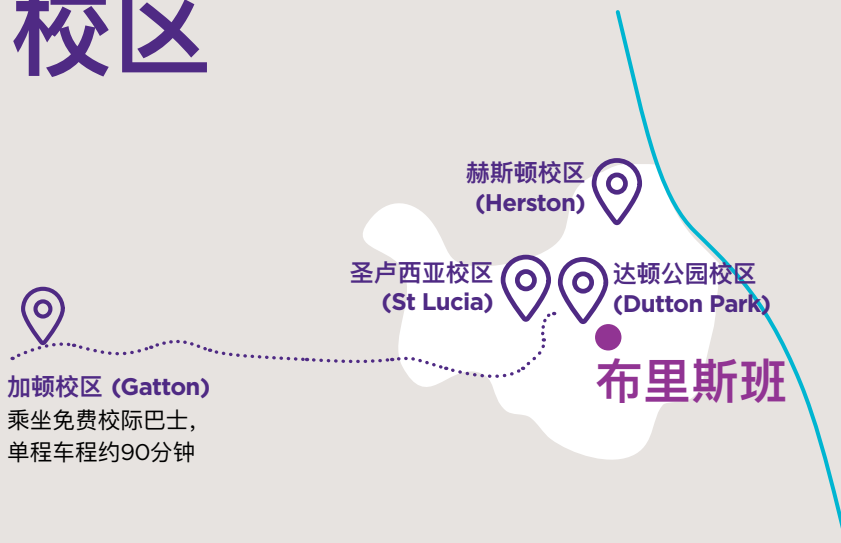 校区
赫斯顿校区
(Herston)
圣卢西亚校区
(St Lucia)
达顿公园校区
(Dutton Park)
布里斯班
加顿校区 (Gatton)
乘坐免费校际巴士，
单程车程约90分钟